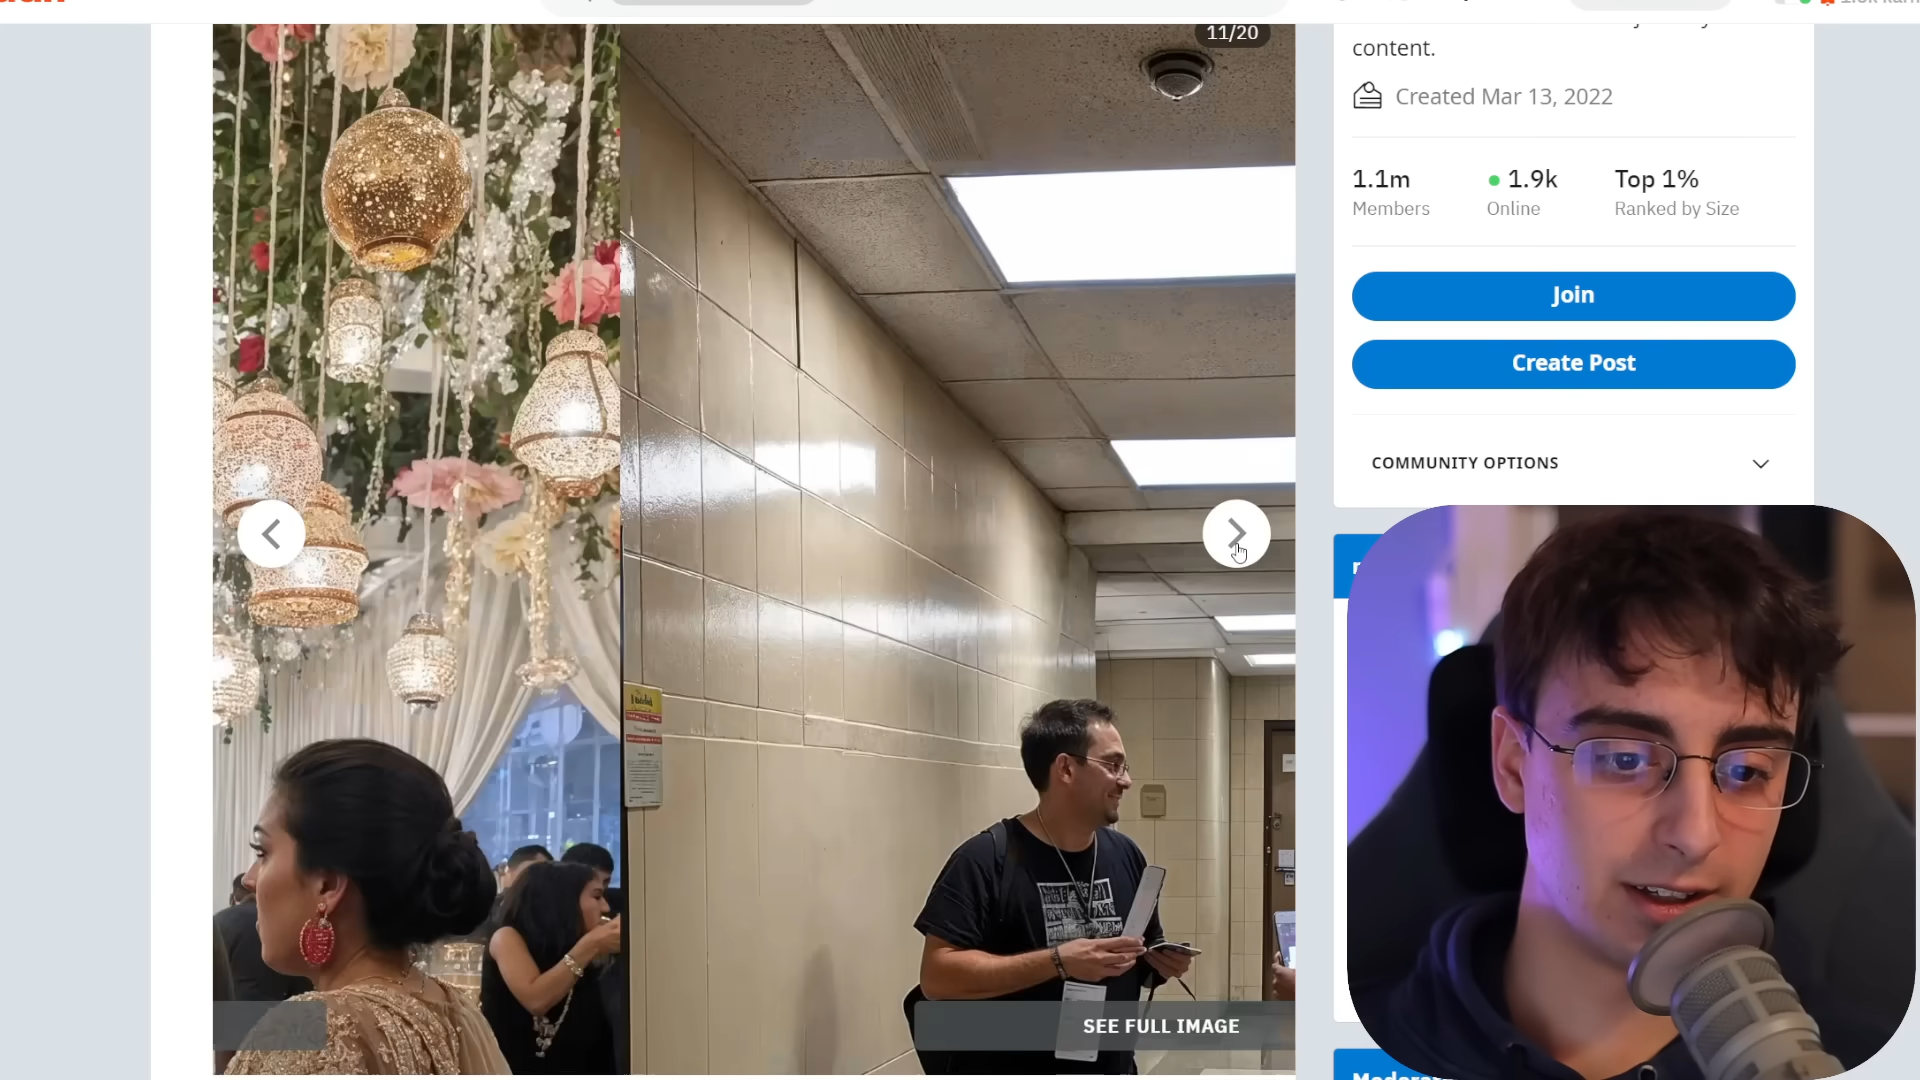 11/20
content.
Created Mar 13, 2022
1.1m
Members
1.9k
Online
Top 1%
Ranked by Size
Join
Create Post
COMMUNITY OPTIONS
SEE FULL IMAGE